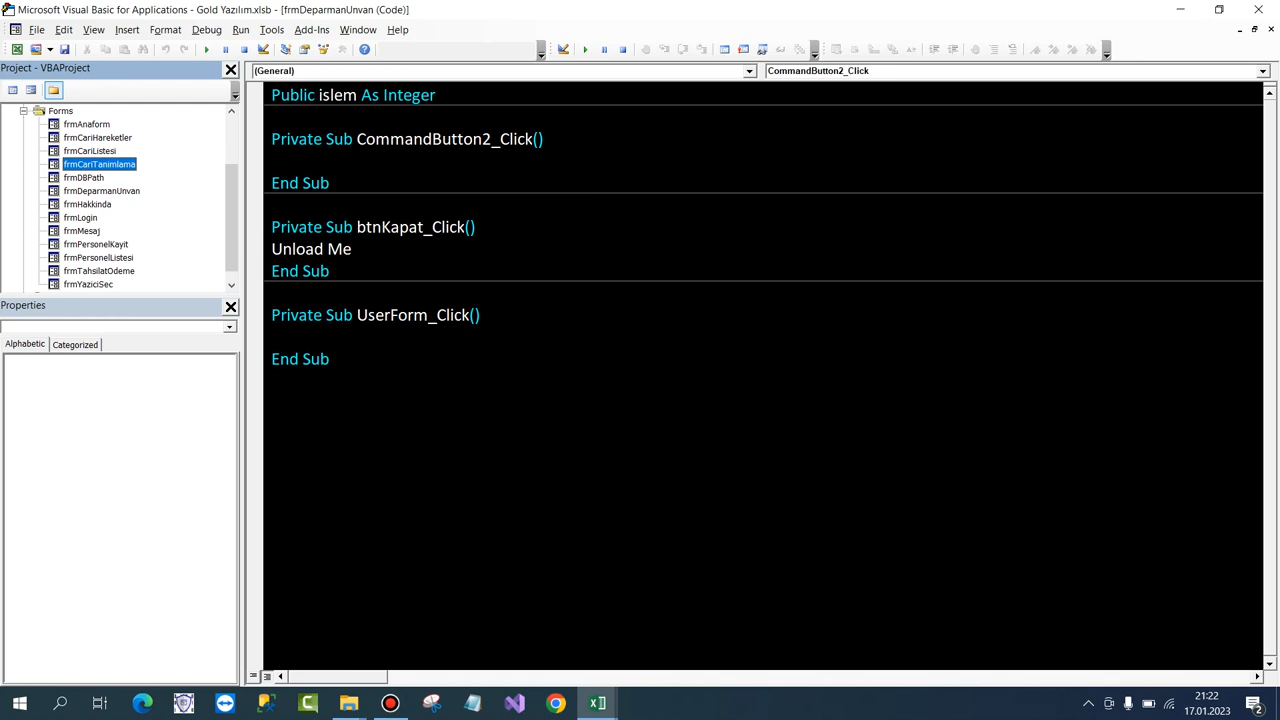 Microsoft Visual Basic for Applications - Gold Yazılım.xlsb - [frmDeparmanUnvan (Code)]
File Edit View Insert Format Debug Run Tools Add-Ins Window Help
Project - VBAProject
(General)
CommandButton2_Click
Forms
frmAnaform
frmCariHareketler
frmCariListesi
frmCariTanimlama
frmDBPath
frmDeparmanUnvan
frmHakkinda
frmLogin
frmMesaj
frmPersonelKayit
frmPersonelListesi
frmTahsilatOdeme
frmYaziciSec
Properties
Alphabetic Categorized
Public islem As Integer
Private Sub CommandButton2_Click()
End Sub
Private Sub btnKapat_Click()
Unload Me
End Sub
Private Sub UserForm_Click()
End Sub
21:22
17.01.2023
2